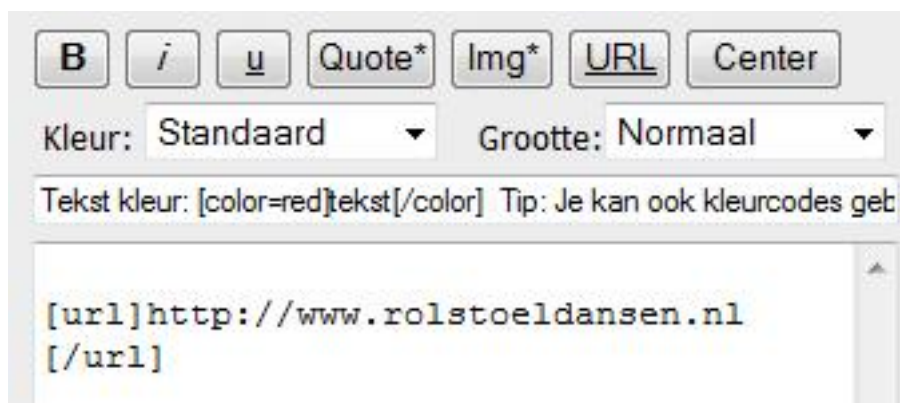 B i u Quote* Img* URL Center
Kleur: Standaard Grootte: Normaal
Tekst kleur: [color=red]tekst[/color] Tip: Je kan ook kleurcodes geb
[url]http://www.rolstoeldansen.nl
[/url]